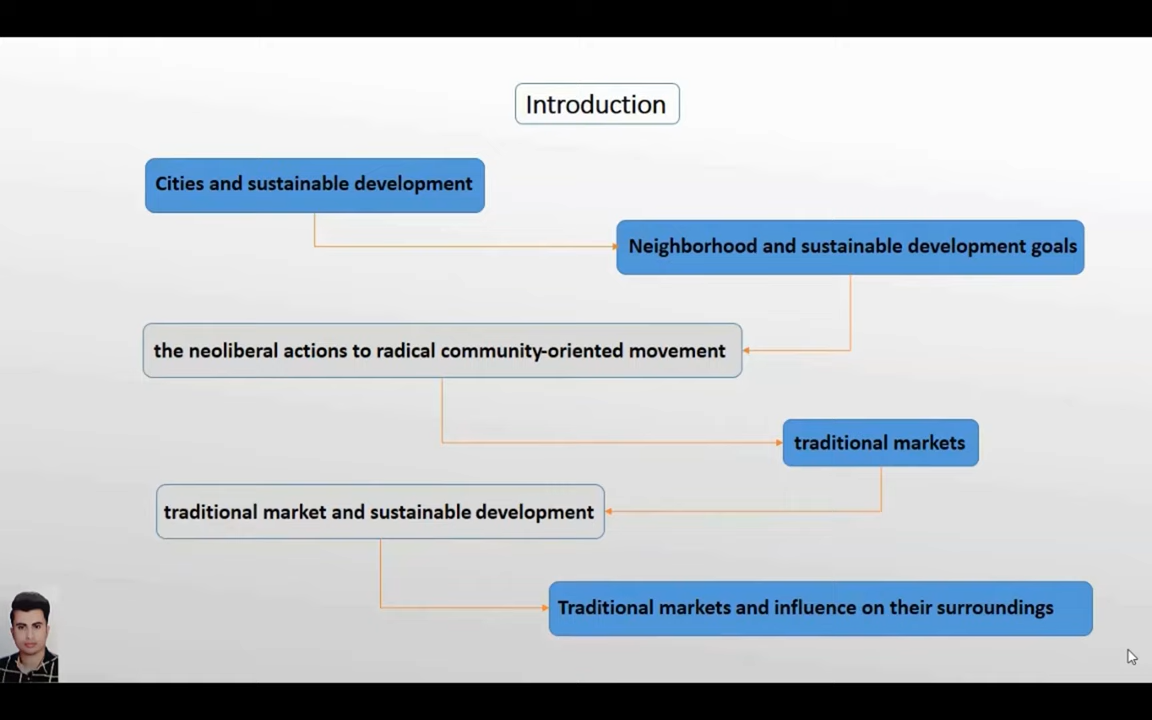 Introduction
Cities and sustainable development
Neighborhood and sustainable development goals
the neoliberal actions to radical community-oriented movement
traditional markets
traditional market and sustainable development
Traditional markets and influence on their surroundings